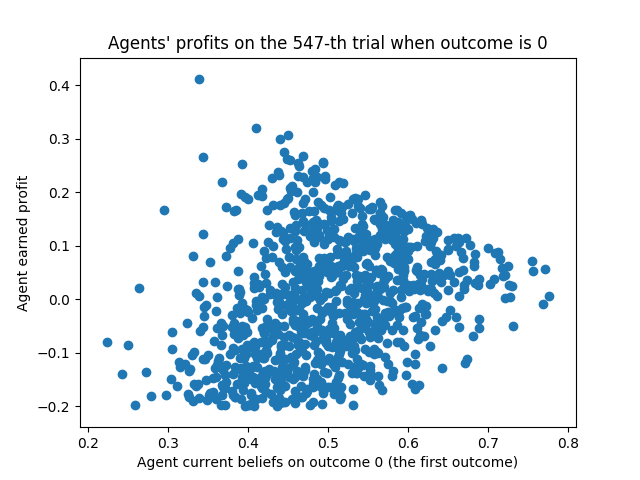 Agents' profits on the 547-th trial when outcome is 0
0.4
0.3
0.2
0.1
0.0
−0.1
−0.2
Agent earned profit
0.2 0.3 0.4 0.5 0.6 0.7 0.8
Agent current beliefs on outcome 0 (the first outcome)